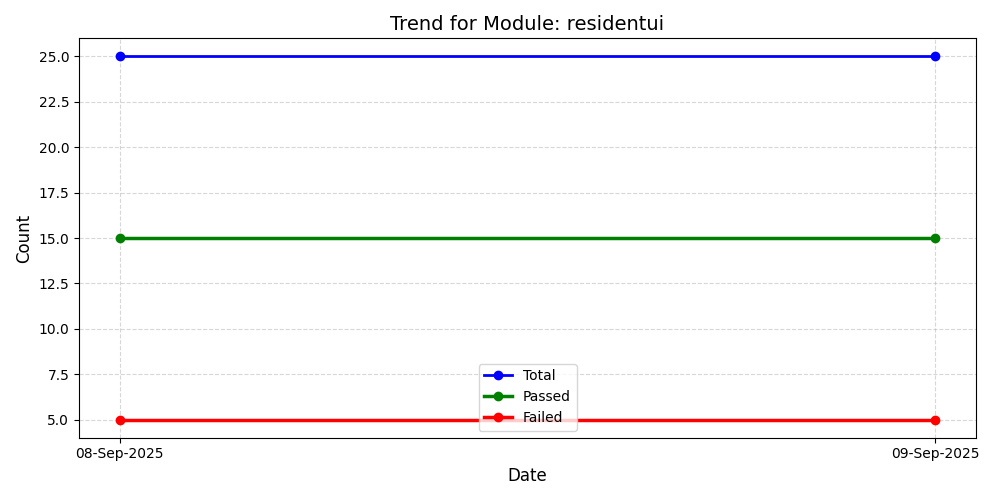 Trend for Module: residentui
Count
25.0
22.5
20.0
17.5
15.0
12.5
10.0
7.5
5.0
Total
Passed
Failed
08-Sep-2025
09-Sep-2025
Date